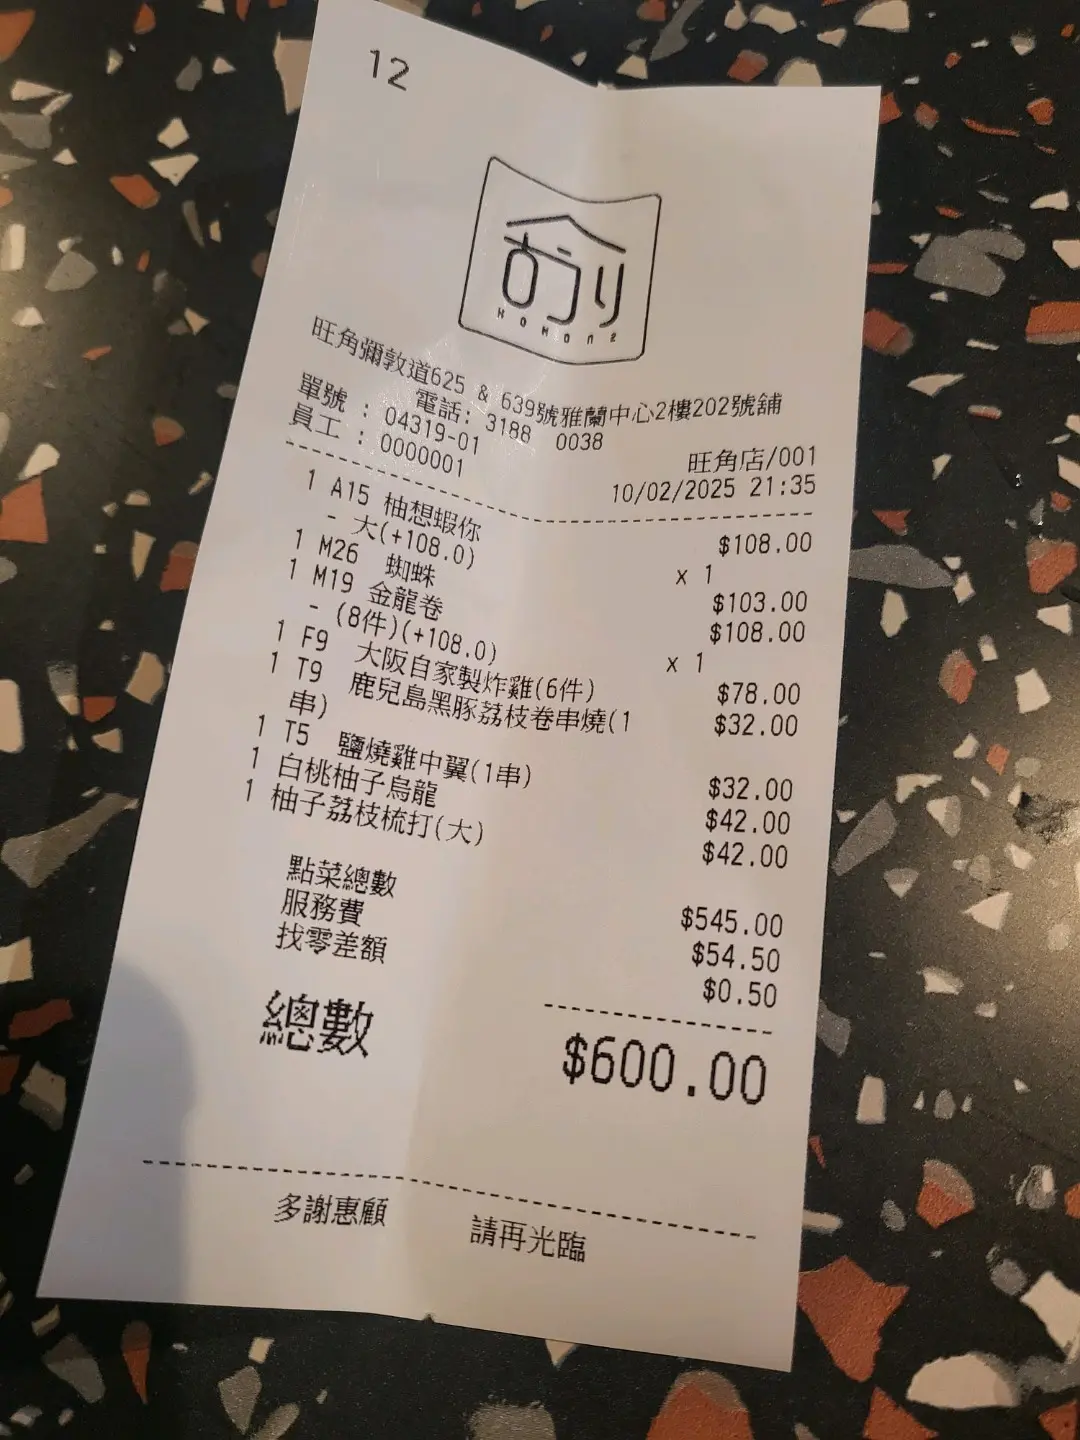 12
HOMON2
旺角彌敦道625 & 639號雅蘭中心2樓202號舖
電話: 3188 0038
單號 : 04319-01 旺角店/001
員工 : 0000001 10/02/2025 21:35
1 A15 柚想蝦你 $108.00
- 大(+108.0) x 1
1 M26 蜘蛛 $103.00
1 M19 金龍卷 $108.00
- (8件)(+108.0) x 1
1 F9 大阪自家製炸雞(6件) $78.00
1 T9 鹿兒島黑豚荔枝卷串燒(1 $32.00
串)
1 T5 鹽燒雞中翼(1串) $32.00
1 白桃柚子烏龍 $42.00
1 柚子荔枝梳打(大) $42.00
點菜總數 $545.00
服務費 $54.50
找零差額 $0.50
總數 $600.00
多謝惠顧 請再光臨